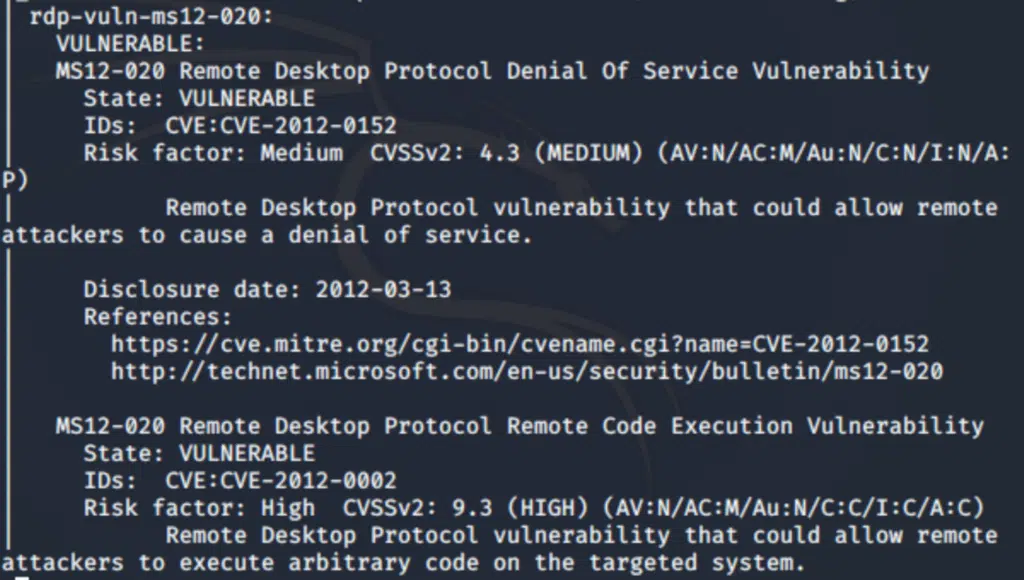 | rdp-vuln-ms12-020:
|   VULNERABLE:
|   MS12-020 Remote Desktop Protocol Denial Of Service Vulnerability
|     State: VULNERABLE
|     IDs:  CVE:CVE-2012-0152
|     Risk factor: Medium  CVSSv2: 4.3 (MEDIUM) (AV:N/AC:M/Au:N/C:N/I:N/A:
P)
|           Remote Desktop Protocol vulnerability that could allow remote
attackers to cause a denial of service.
|
|     Disclosure date: 2012-03-13
|     References:
|       https://cve.mitre.org/cgi-bin/cvename.cgi?name=CVE-2012-0152
|       http://technet.microsoft.com/en-us/security/bulletin/ms12-020
|
|   MS12-020 Remote Desktop Protocol Remote Code Execution Vulnerability
|     State: VULNERABLE
|     IDs:  CVE:CVE-2012-0002
|     Risk factor: High  CVSSv2: 9.3 (HIGH) (AV:N/AC:M/Au:N/C:C/I:C/A:C)
|           Remote Desktop Protocol vulnerability that could allow remote
attackers to execute arbitrary code on the targeted system.